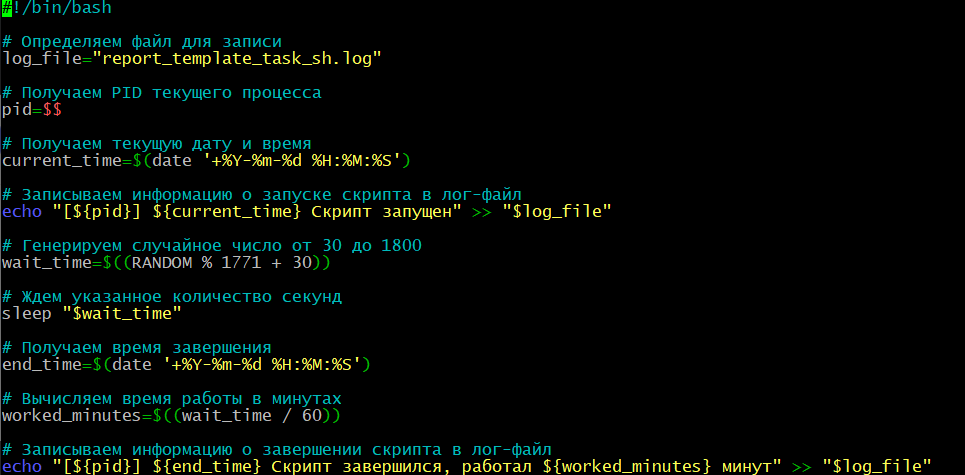 #!/bin/bash
# Определяем файл для записи
log_file="report_template_task_sh.log"
# Получаем PID текущего процесса
pid=$$
# Получаем текущую дату и время
current_time=$(date '+%Y-%m-%d %H:%M:%S')
# Записываем информацию о запуске скрипта в лог-файл
echo "[${pid}] ${current_time} Скрипт запущен" >> "$log_file"
# Генерируем случайное число от 30 до 1800
wait_time=$((RANDOM % 1771 + 30))
# Ждем указанное количество секунд
sleep "$wait_time"
# Получаем время завершения
end_time=$(date '+%Y-%m-%d %H:%M:%S')
# Вычисляем время работы в минутах
worked_minutes=$((wait_time / 60))
# Записываем информацию о завершении скрипта в лог-файл
echo "[${pid}] ${end_time} Скрипт завершился, работал ${worked_minutes} минут" >> "$log_file"